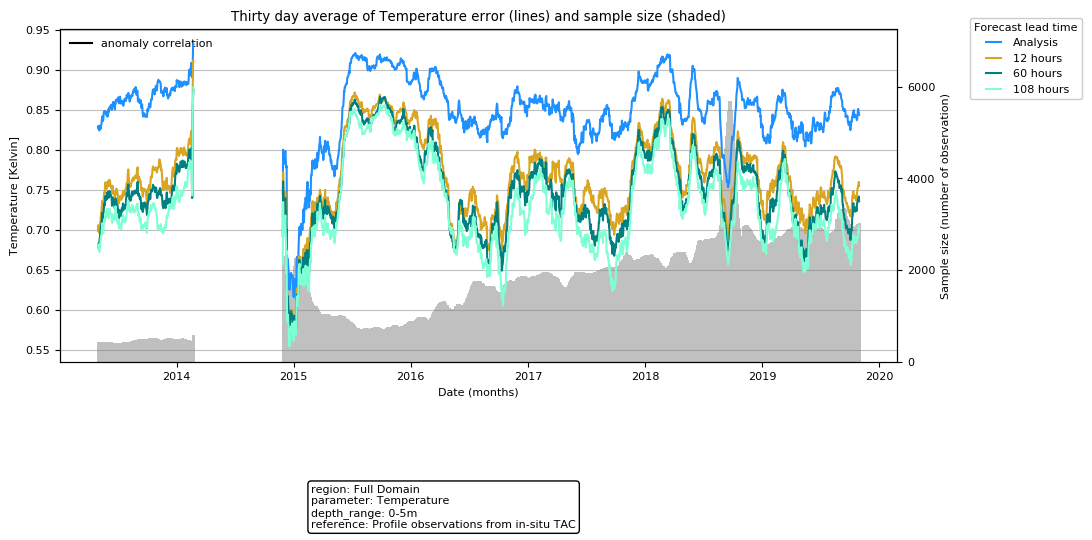 Thirty day average of Temperature error (lines) and sample size (shaded)
Forecast lead time
Analysis
12 hours
60 hours
108 hours
anomaly correlation
Temperature [Kelvin]
0.95
0.90
0.85
0.80
0.75
0.70
0.65
0.60
0.55
Sample size (number of observation)
6000
4000
2000
0
2014
2015
2016
2017
2018
2019
2020
Date (months)
region: Full Domain
parameter: Temperature
depth_range: 0-5m
reference: Profile observations from in-situ TAC